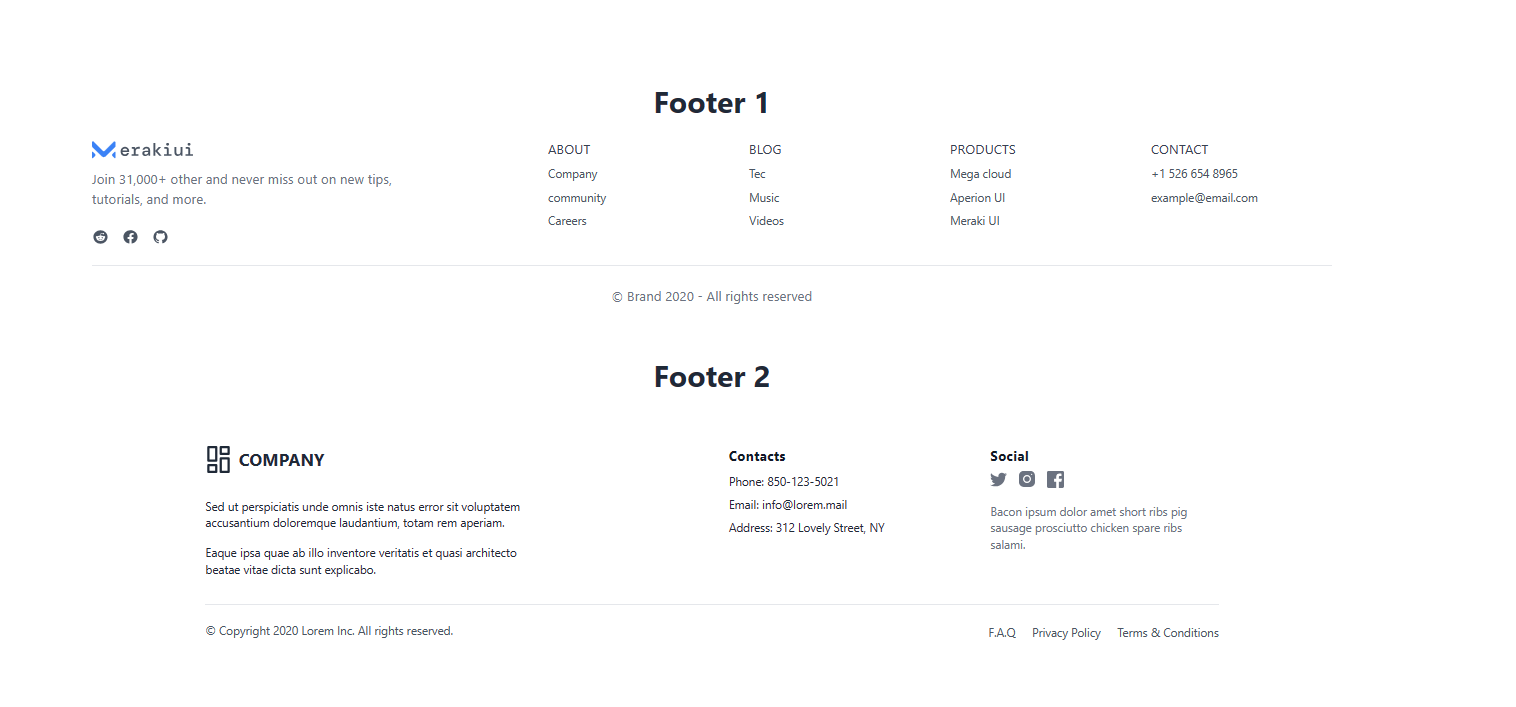 Footer 1
erakiui
Join 31,000+ other and never miss out on new tips,
tutorials, and more.
ABOUT
Company
community
Careers
BLOG
Tec
Music
Videos
PRODUCTS
Mega cloud
Aperion UI
Meraki UI
CONTACT
+1 526 654 8965
example@email.com
© Brand 2020 - All rights reserved
Footer 2
COMPANY
Sed ut perspiciatis unde omnis iste natus error sit voluptatem
accusantium doloremque laudantium, totam rem aperiam.
Eaque ipsa quae ab illo inventore veritatis et quasi architecto
beatae vitae dicta sunt explicabo.
Contacts
Phone: 850-123-5021
Email: info@lorem.mail
Address: 312 Lovely Street, NY
Social
Bacon ipsum dolor amet short ribs pig
sausage prosciutto chicken spare ribs
salami.
© Copyright 2020 Lorem Inc. All rights reserved.
F.A.Q Privacy Policy Terms & Conditions